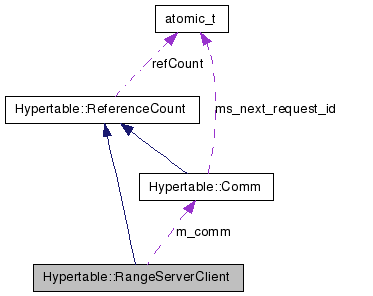 atomic_t
refCount
Hypertable::ReferenceCount
ms_next_request_id
Hypertable::Comm
m_comm
Hypertable::RangeServerClient